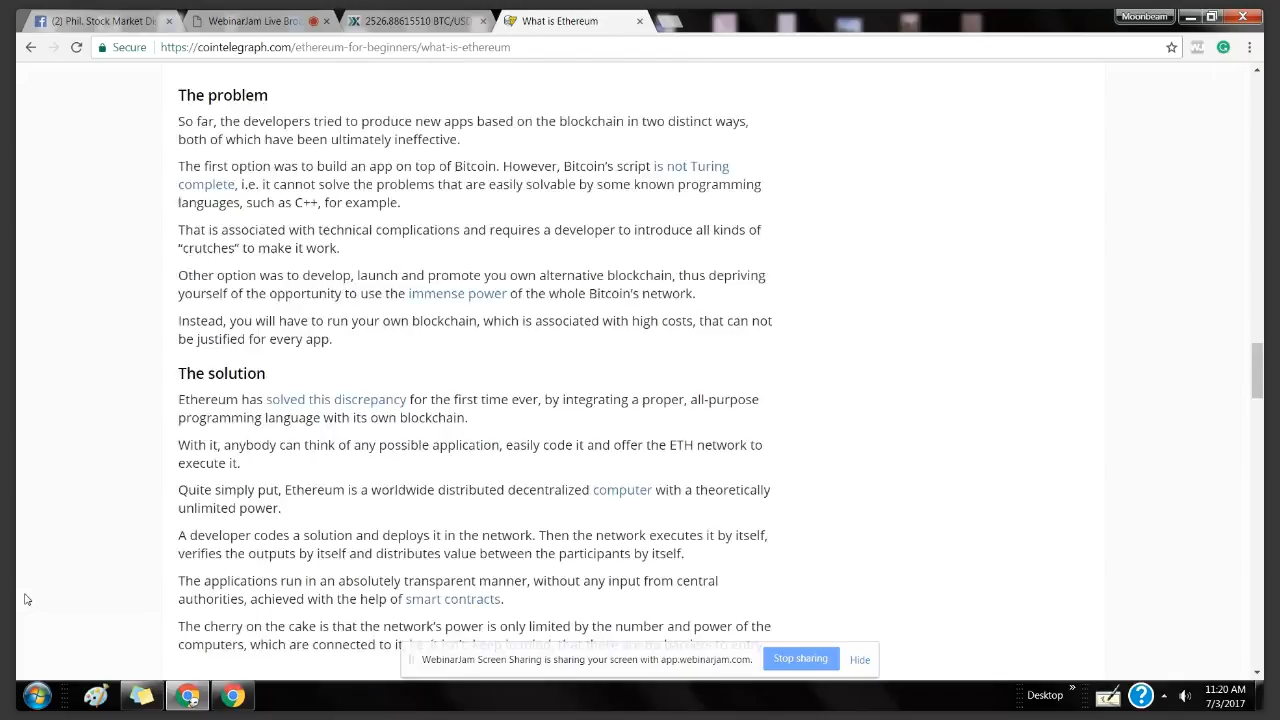 (2) Phil. Stock Market Di
WebinarJam Live Broa
2526.88615510 BTC/USD
What is Ethereum
Moonbeam
Secure
https://cointelegraph.com/ethereum-for-beginners/what-is-ethereum
The problem
So far, the developers tried to produce new apps based on the blockchain in two distinct ways,
both of which have been ultimately ineffective.
The first option was to build an app on top of Bitcoin. However, Bitcoin's script is not Turing
complete, i.e. it cannot solve the problems that are easily solvable by some known programming
languages, such as C++, for example.
That is associated with technical complications and requires a developer to introduce all kinds of
“crutches” to make it work.
Other option was to develop, launch and promote you own alternative blockchain, thus depriving
yourself of the opportunity to use the immense power of the whole Bitcoin's network.
Instead, you will have to run your own blockchain, which is associated with high costs, that can not
be justified for every app.
The solution
Ethereum has solved this discrepancy for the first time ever, by integrating a proper, all-purpose
programming language with its own blockchain.
With it, anybody can think of any possible application, easily code it and offer the ETH network to
execute it.
Quite simply put, Ethereum is a worldwide distributed decentralized computer with a theoretically
unlimited power.
A developer codes a solution and deploys it in the network. Then the network executes it by itself,
verifies the outputs by itself and distributes value between the participants by itself.
The applications run in an absolutely transparent manner, without any input from central
authorities, achieved with the help of smart contracts.
The cherry on the cake is that the network's power is only limited by the number and power of the
computers, which are connected to
WebinarJam Screen Sharing is sharing your screen with app.webinarjam.com.
Stop sharing
Hide
Desktop
11:20 AM
7/3/2017